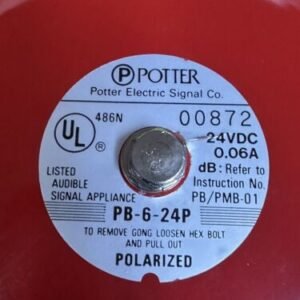 P POTTER
Potter Electric Signal Co.
486N
00872
UL
®
24VDC
0.06A
LISTED
AUDIBLE
SIGNAL APPLIANCE
dB: Refer to
Instruction No.
PB/PMB-01
PB-6-24P
TO REMOVE GONG LOOSEN HEX BOLT
AND PULL OUT
POLARIZED